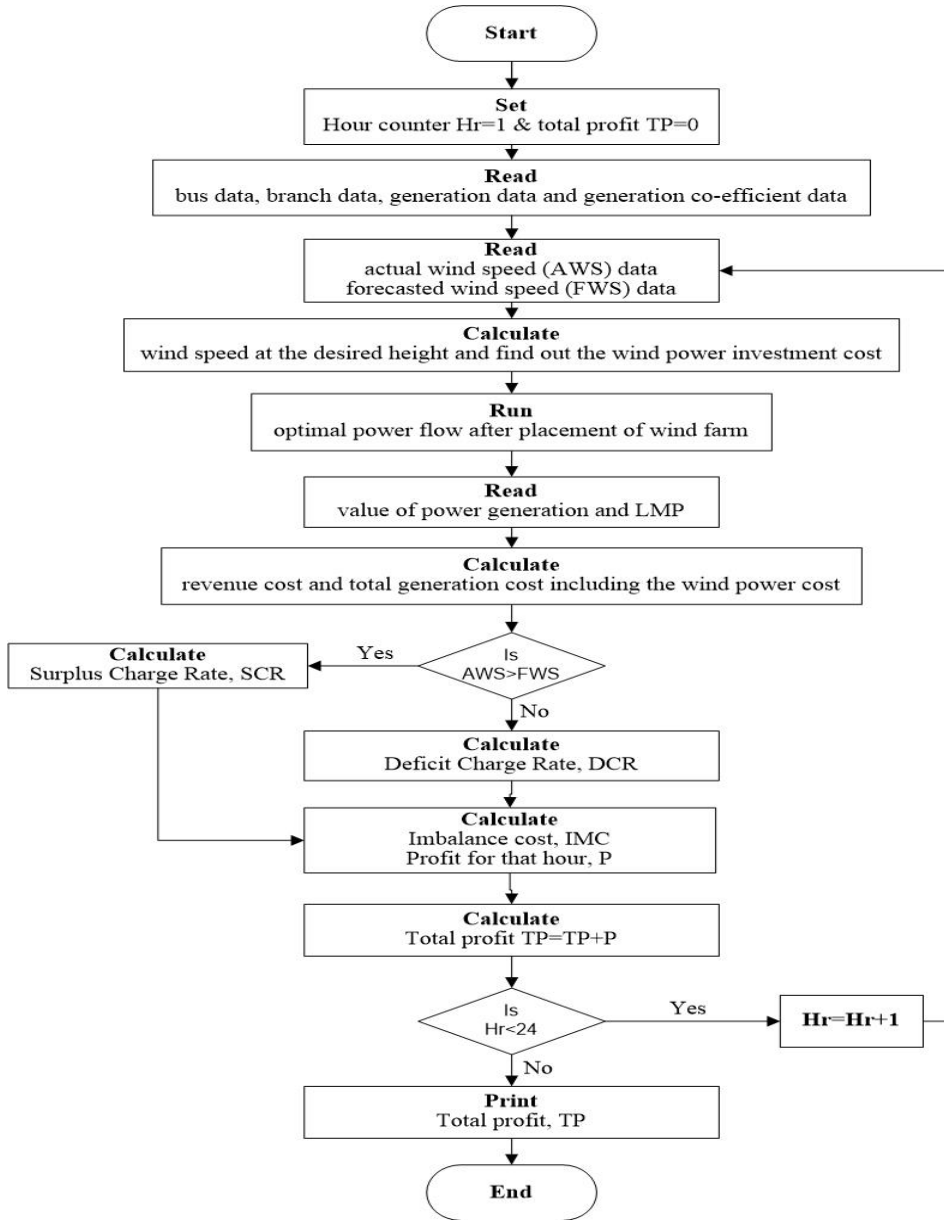 Start
Set
Hour counter Hr=1 & total profit TP=0
Read
bus data, branch data, generation data and generation co-efficient data
Read
actual wind speed (AWS) data
forecasted wind speed (FWS) data
Calculate
wind speed at the desired height and find out the wind power investment cost
Run
optimal power flow after placement of wind farm
Read
value of power generation and LMP
Calculate
revenue cost and total generation cost including the wind power cost
Is
AWS>FWS
Yes
Calculate
Surplus Charge Rate, SCR
No
Calculate
Deficit Charge Rate, DCR
Calculate
Imbalance cost, IMC
Profit for that hour, P
Calculate
Total profit TP=TP+P
Is
Hr<24
Yes
Hr=Hr+1
No
Print
Total profit, TP
End